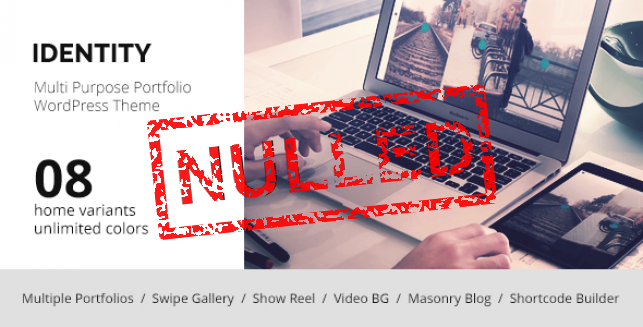 IDENTITY
Multi Purpose Portfolio
WordPress Theme
08
home variants
unlimited colors
NULLED
Multiple Portfolios / Swipe Gallery / Show Reel / Video BG / Masonry Blog / Shortcode Builder